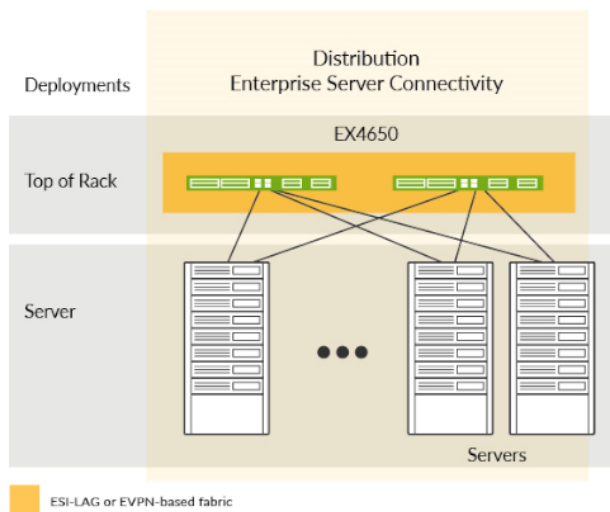 Distribution
Deployments
Enterprise Server Connectivity
EX4650
Top of Rack
Server
Servers
ESI-LAG or EVPN-based fabric